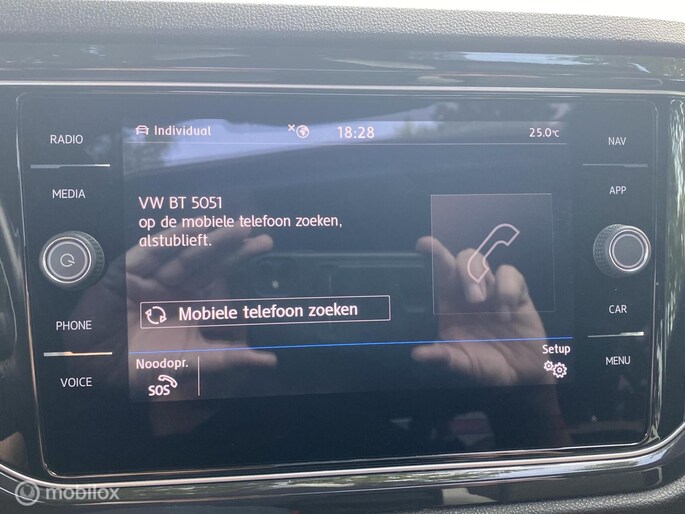 Individual 18:28 25.0°C
RADIO
MEDIA
PHONE
VOICE
VW BT 5051
op de mobiele telefoon zoeken,
alstublieft.
Mobiele telefoon zoeken
Noodopr.
SOS
Setup
NAV
APP
CAR
MENU
mobilox